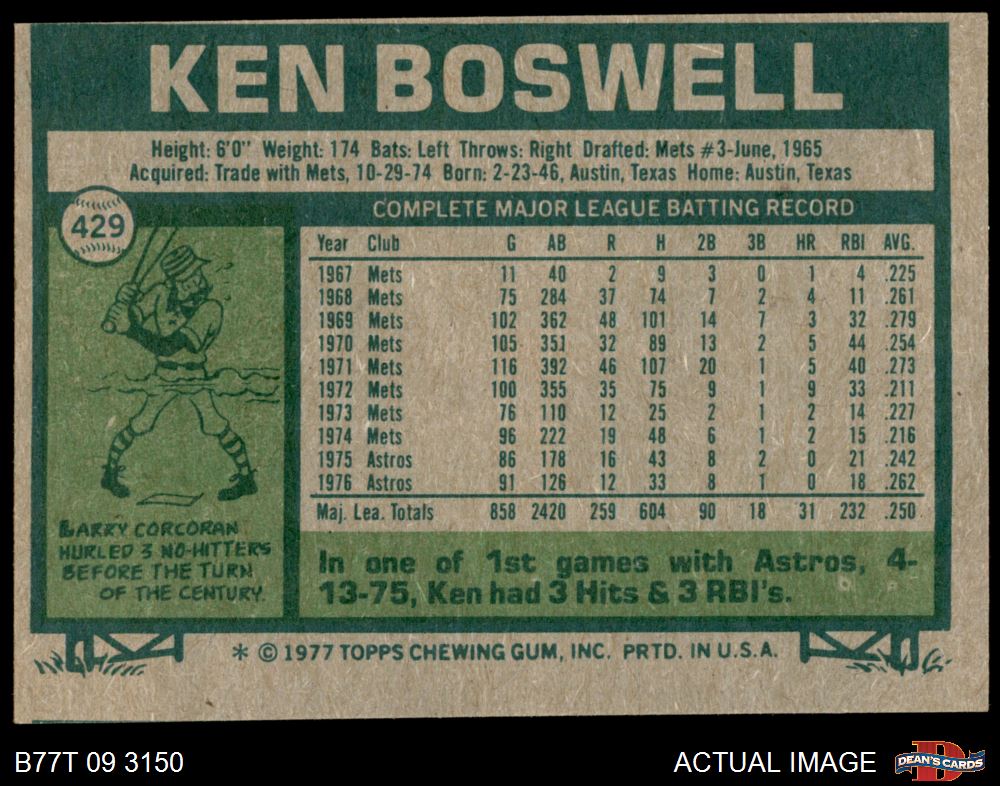 KEN BOSWELL
Height: 6'0" Weight: 174 Bats: Left Throws: Right Drafted: Mets #3-June, 1965
Acquired: Trade with Mets, 10-29-74 Born: 2-23-46, Austin, Texas Home: Austin, Texas
429
COMPLETE MAJOR LEAGUE BATTING RECORD
Year Club G AB R H 2B 3B HR RBI AVG.
1967 Mets 11 40 2 9 3 0 1 4 .225
1968 Mets 75 284 37 74 7 2 4 11 .261
1969 Mets 102 362 48 101 14 7 3 32 .279
1970 Mets 105 351 32 89 13 2 5 44 .254
1971 Mets 116 392 46 107 20 1 5 40 .273
1972 Mets 100 355 35 75 9 1 9 33 .211
1973 Mets 76 110 12 25 2 1 2 14 .227
1974 Mets 96 222 19 48 6 1 2 15 .216
1975 Astros 86 178 16 43 8 2 0 21 .242
1976 Astros 91 126 12 33 8 1 0 18 .262
Maj. Lea. Totals 858 2420 259 604 90 18 31 232 .250
LARRY CORCORAN
HURLED 3 NO-HITTERS
BEFORE THE TURN
OF THE CENTURY.
In one of 1st games with Astros, 4-
13-75, Ken had 3 Hits & 3 RBI's.
* © 1977 TOPPS CHEWING GUM, INC. PRTD. IN U.S.A.
B77T 09 3150
ACTUAL IMAGE
D
DEAN'S CARDS